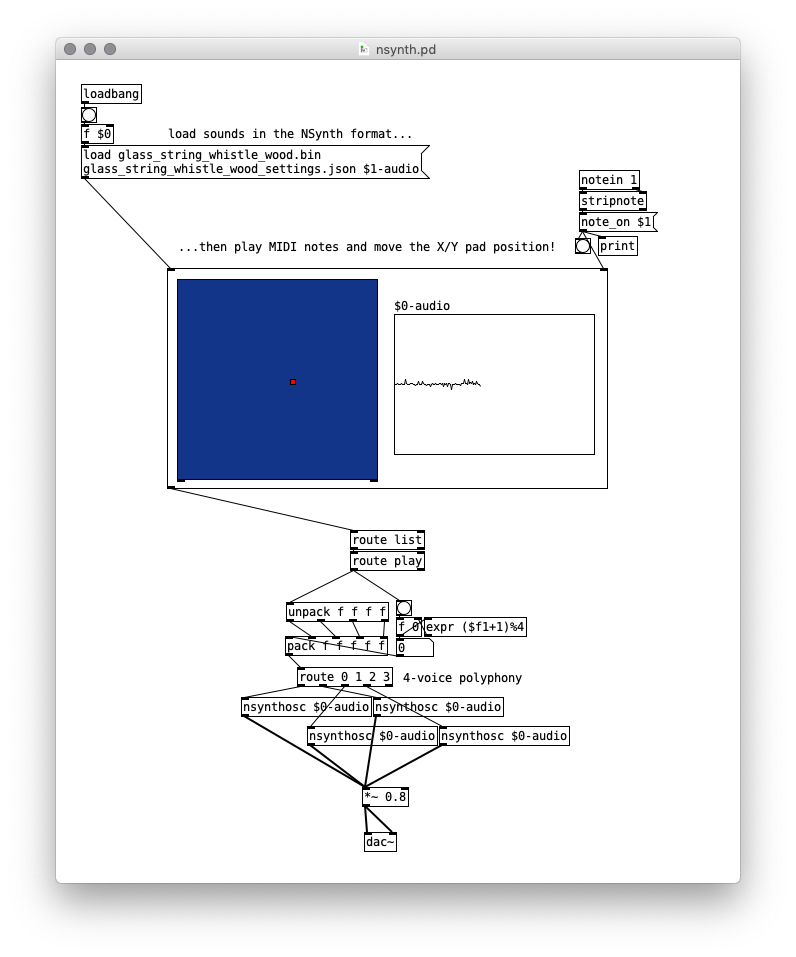 nsynth.pd
loadbang
f $0
load sounds in the NSynth format...
load glass_string_whistle_wood.bin
glass_string_whistle_wood_settings.json $1-audio
notein 1
stripnote
note_on $1
print
...then play MIDI notes and move the X/Y pad position!
$0-audio
route list
route play
unpack f f f f
f 0
expr ($f1+1)%4
pack f f f f f
0
route 0 1 2 3
4-voice polyphony
nsynthosc $0-audio
nsynthosc $0-audio
nsynthosc $0-audio
nsynthosc $0-audio
*~ 0.8
dac~